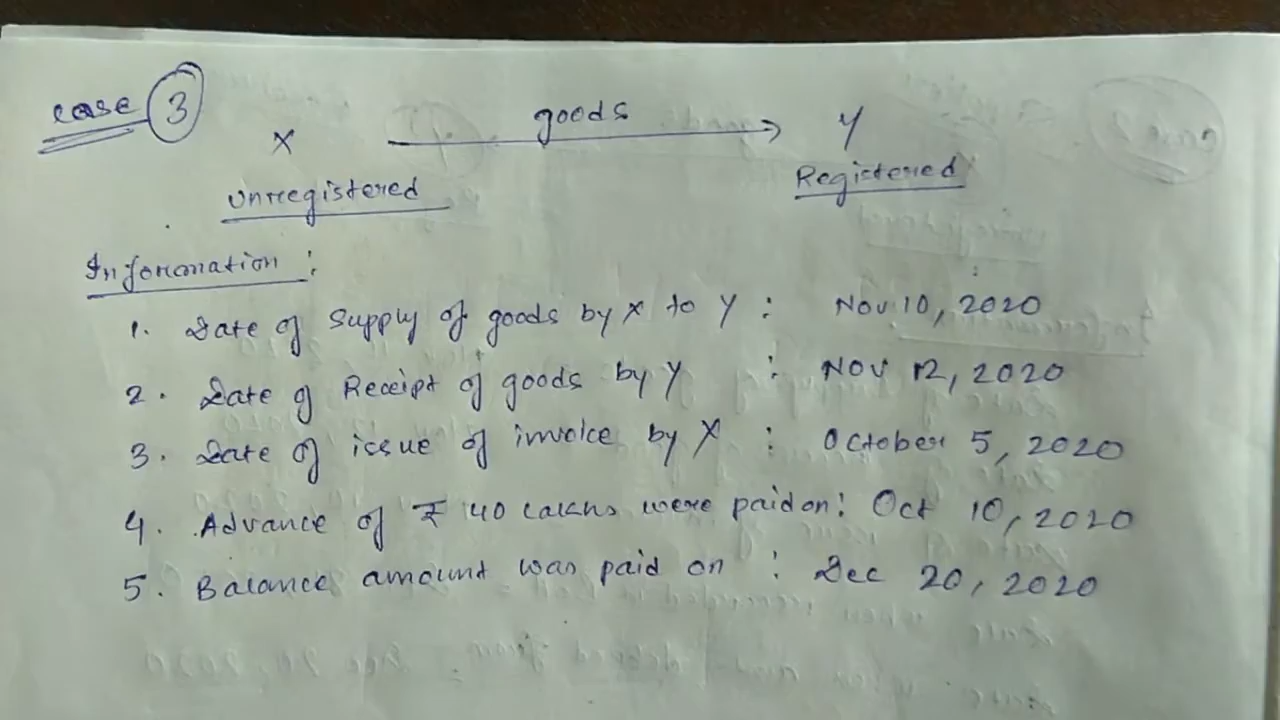 case 3
X goods Y
Unregistered Registered
Information :
1. Date of Supply of goods by X to Y : Nov 10, 2020
2. Date of Receipt of goods by Y : Nov 12, 2020
3. Date of issue of invoice by X : October 5, 2020
4. Advance of ₹ 40 Lakhs were paid on : Oct 10, 2020
5. Balance amount was paid on : Dec 20, 2020